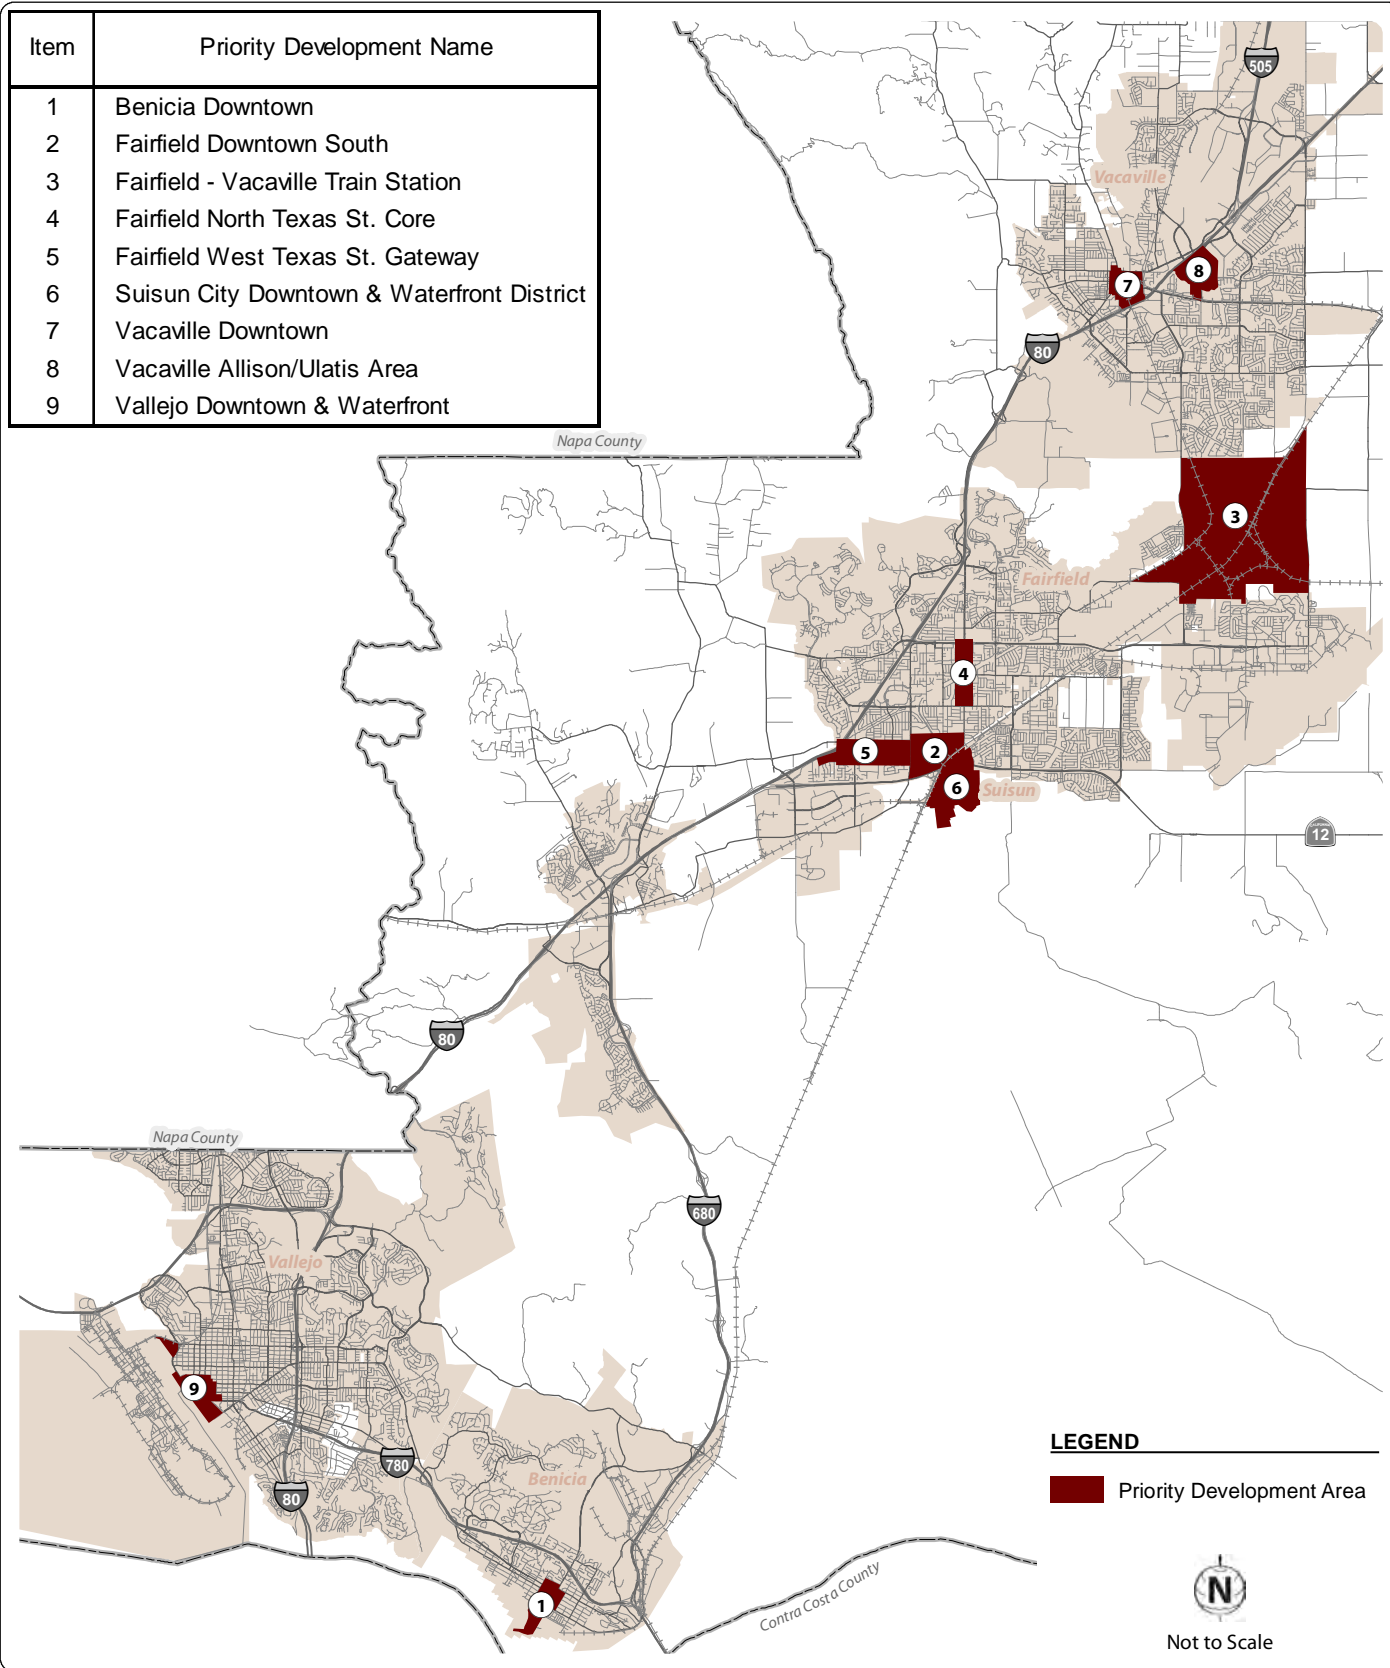 Item Priority Development Name
1 Benicia Downtown
2 Fairfield Downtown South
3 Fairfield - Vacaville Train Station
4 Fairfield North Texas St. Core
5 Fairfield West Texas St. Gateway
6 Suisun City Downtown & Waterfront District
7 Vacaville Downtown
8 Vacaville Allison/Ulatis Area
9 Vallejo Downtown & Waterfront
505
Vacaville
8
7
80
Napa County
3
Fairfield
4
5
2
6
Suisun
CALIFORNIA
12
80
Napa County
680
Vallejo
9
780
80
Benicia
1
Contra Costa County
LEGEND
Priority Development Area
N
Not to Scale